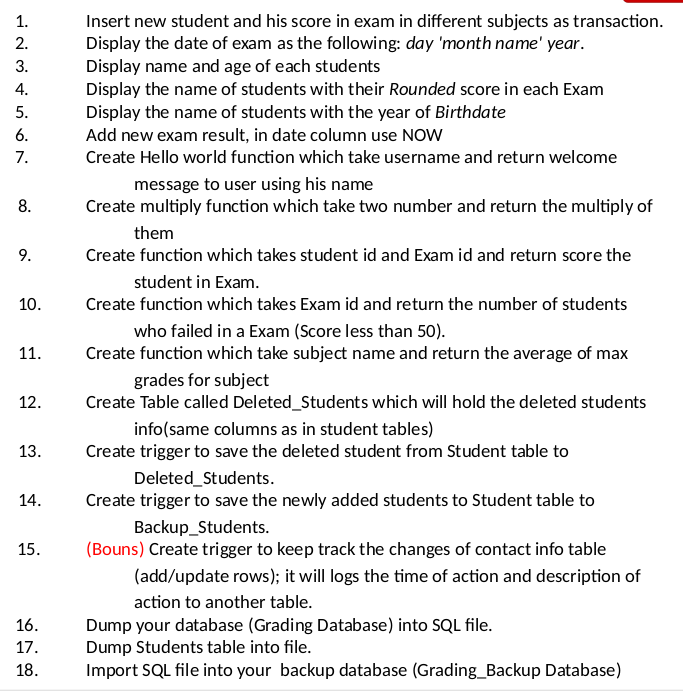 1. Insert new student and his score in exam in different subjects as transaction.
2. Display the date of exam as the following: day 'month name' year.
3. Display name and age of each students
4. Display the name of students with their Rounded score in each Exam
5. Display the name of students with the year of Birthdate
6. Add new exam result, in date column use NOW
7. Create Hello world function which take username and return welcome
message to user using his name
8. Create multiply function which take two number and return the multiply of
them
9. Create function which takes student id and Exam id and return score the
student in Exam.
10. Create function which takes Exam id and return the number of students
who failed in a Exam (Score less than 50).
11. Create function which take subject name and return the average of max
grades for subject
12. Create Table called Deleted_Students which will hold the deleted students
info(same columns as in student tables)
13. Create trigger to save the deleted student from Student table to
Deleted_Students.
14. Create trigger to save the newly added students to Student table to
Backup_Students.
15. (Bouns) Create trigger to keep track the changes of contact info table
(add/update rows); it will logs the time of action and description of
action to another table.
16. Dump your database (Grading Database) into SQL file.
17. Dump Students table into file.
18. Import SQL file into your backup database (Grading_Backup Database)